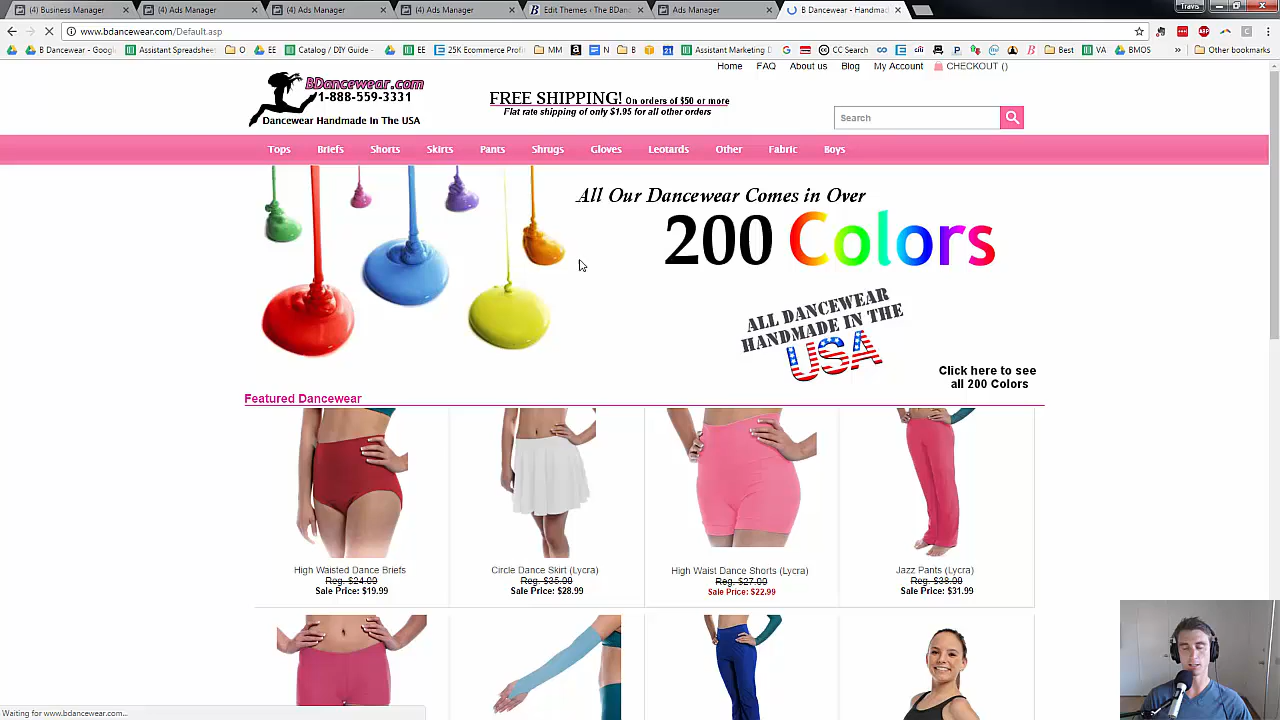 (4) Business Manager
(4) Ads Manager
(4) Ads Manager
(4) Ads Manager
Edit Themes ‹ The BDanc
Ads Manager
B Dancewear - Handmad
Travis
www.bdancewear.com/Default.asp
B Dancewear - Google
Assistant Spreadsheet
O
EE
Catalog / DIY Guide -
EE
25K Ecommerce Profi
MM
N
B
Assistant Marketing D
CC Search
Best
VA
BMOS
Other bookmarks
Home
FAQ
About us
Blog
My Account
CHECKOUT ()
BDancewear.com
1-888-559-3331
Dancewear Handmade In The USA
FREE SHIPPING! On orders of $50 or more
Flat rate shipping of only $1.95 for all other orders
Search
Tops
Briefs
Shorts
Skirts
Pants
Shrugs
Gloves
Leotards
Other
Fabric
Boys
All Our Dancewear Comes in Over
200 Colors
ALL DANCEWEAR
HANDMADE IN THE
USA
Click here to see
all 200 Colors
Featured Dancewear
High Waisted Dance Briefs
Reg. $24.00
Sale Price: $19.99
Circle Dance Skirt (Lycra)
Reg. $35.00
Sale Price: $28.99
High Waist Dance Shorts (Lycra)
Reg. $27.00
Sale Price: $22.99
Jazz Pants (Lycra)
Reg. $38.00
Sale Price: $31.99
Waiting for www.bdancewear.com...